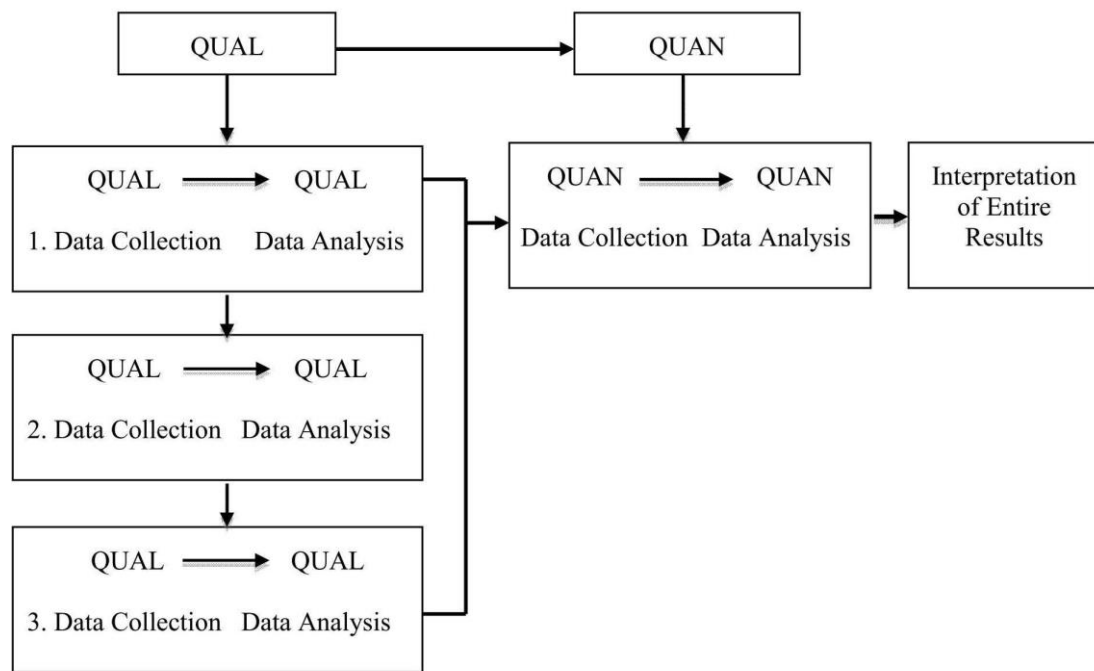 QUAL
QUAN
QUAL QUAL
1. Data Collection Data Analysis
QUAL QUAL
2. Data Collection Data Analysis
QUAL QUAL
3. Data Collection Data Analysis
QUAN QUAN
Data Collection Data Analysis
Interpretation
of Entire
Results